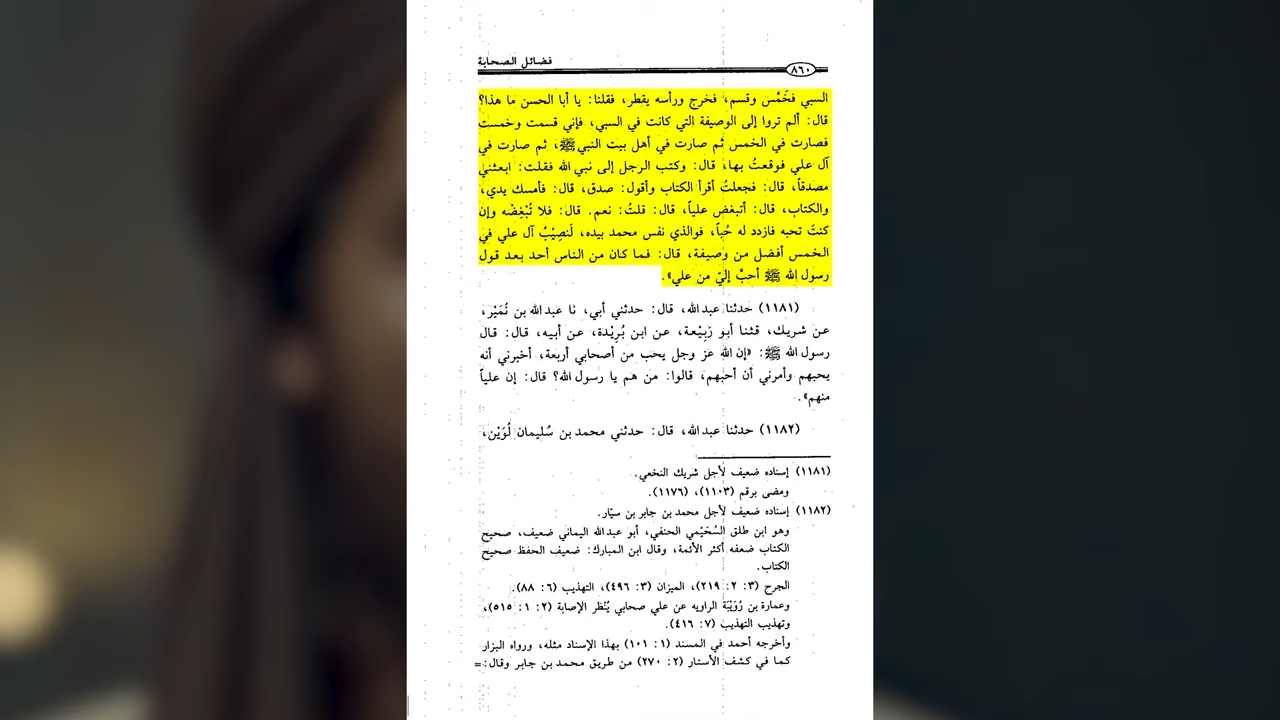 فضائل الصحابة
٨٦٠
السبي فخَمَّس وقسم، فخرج ورأسه يقطر، فقلنا: يا أبا الحسن ما هذا؟
قال: ألم تروا إلى الوصيفة التي كانت في السبي، فإني قسمت وخمست
فصارت في الخمس ثم صارت في أهل بيت النبي ﷺ، ثم صارت في
آل علي فوقعتُ بها، قال: وكتب الرجل إلى نبي الله فقلت: ابعثني
مصدقاً، قال: فجعلتُ أقرأ الكتاب وأقول: صدق، قال: فأمسك يدي،
والكتاب، قال: أتبغض علياً، قال: قلتُ: نعم. قال: فلا تُبْغِضْه وإن
كنتَ تحبه فازدد له حُباً، فوالذي نفس محمد بيده، لَنصِيْبُ آل علي في
الخمس أفضل من وصيفة، قال: فما كان من الناس أحد بعد قول
رسول الله ﷺ أحبَّ إليّ من علي».
(١١٨١) حدثنا عبدالله، قال: حدثني أبي، نا عبدالله بن نُمَيْر،
عن شريك، قثنا أبو رَبِيْعة، عن ابن بُرِيْدة، عن أبيه، قال: قال
رسول الله ﷺ: «إن الله عز وجل يحب من أصحابي أربعة، أخبرني أنه
يحبهم وأمرني أن أحبهم، قالوا: من هم يا رسول الله؟ قال: إن علياً
منهم».
(١١٨٢) حدثنا عبدالله، قال: حدثني محمد بن سُليمان لُوَيْن،
(١١٨١) إسناده ضعيف لأجل شريك النخعي.
ومضى برقم (١١٠٣)، (١١٧٦).
(١١٨٢) إسناده ضعيف لأجل محمد بن جابر بن سيّار.
وهو ابن طلق السُحَيْمي الحنفي، أبو عبدالله اليماني ضعيف، صحيح
الكتاب ضعفه أكثر الأئمة، وقال ابن المبارك: ضعيف الحفظ صحيح
الكتاب.
الجرح (٣: ٢: ٢١٩)، الميزان (٣: ٤٩٦)، التهذيب (٦: ٨٨).
وعمارة بن رُوَيْبَة الراويه عن علي صحابي يُنْظر الإصابة (٢: ١: ٥١٥)،
وتهذيب التهذيب (٧: ٤١٦).
وأخرجه أحمد في المسند (١: ١٠١) بهذا الإسناد مثله، ورواه البزار
كما في كشف الأستار (٢: ٢٧٠) من طريق محمد بن جابر وقال: =